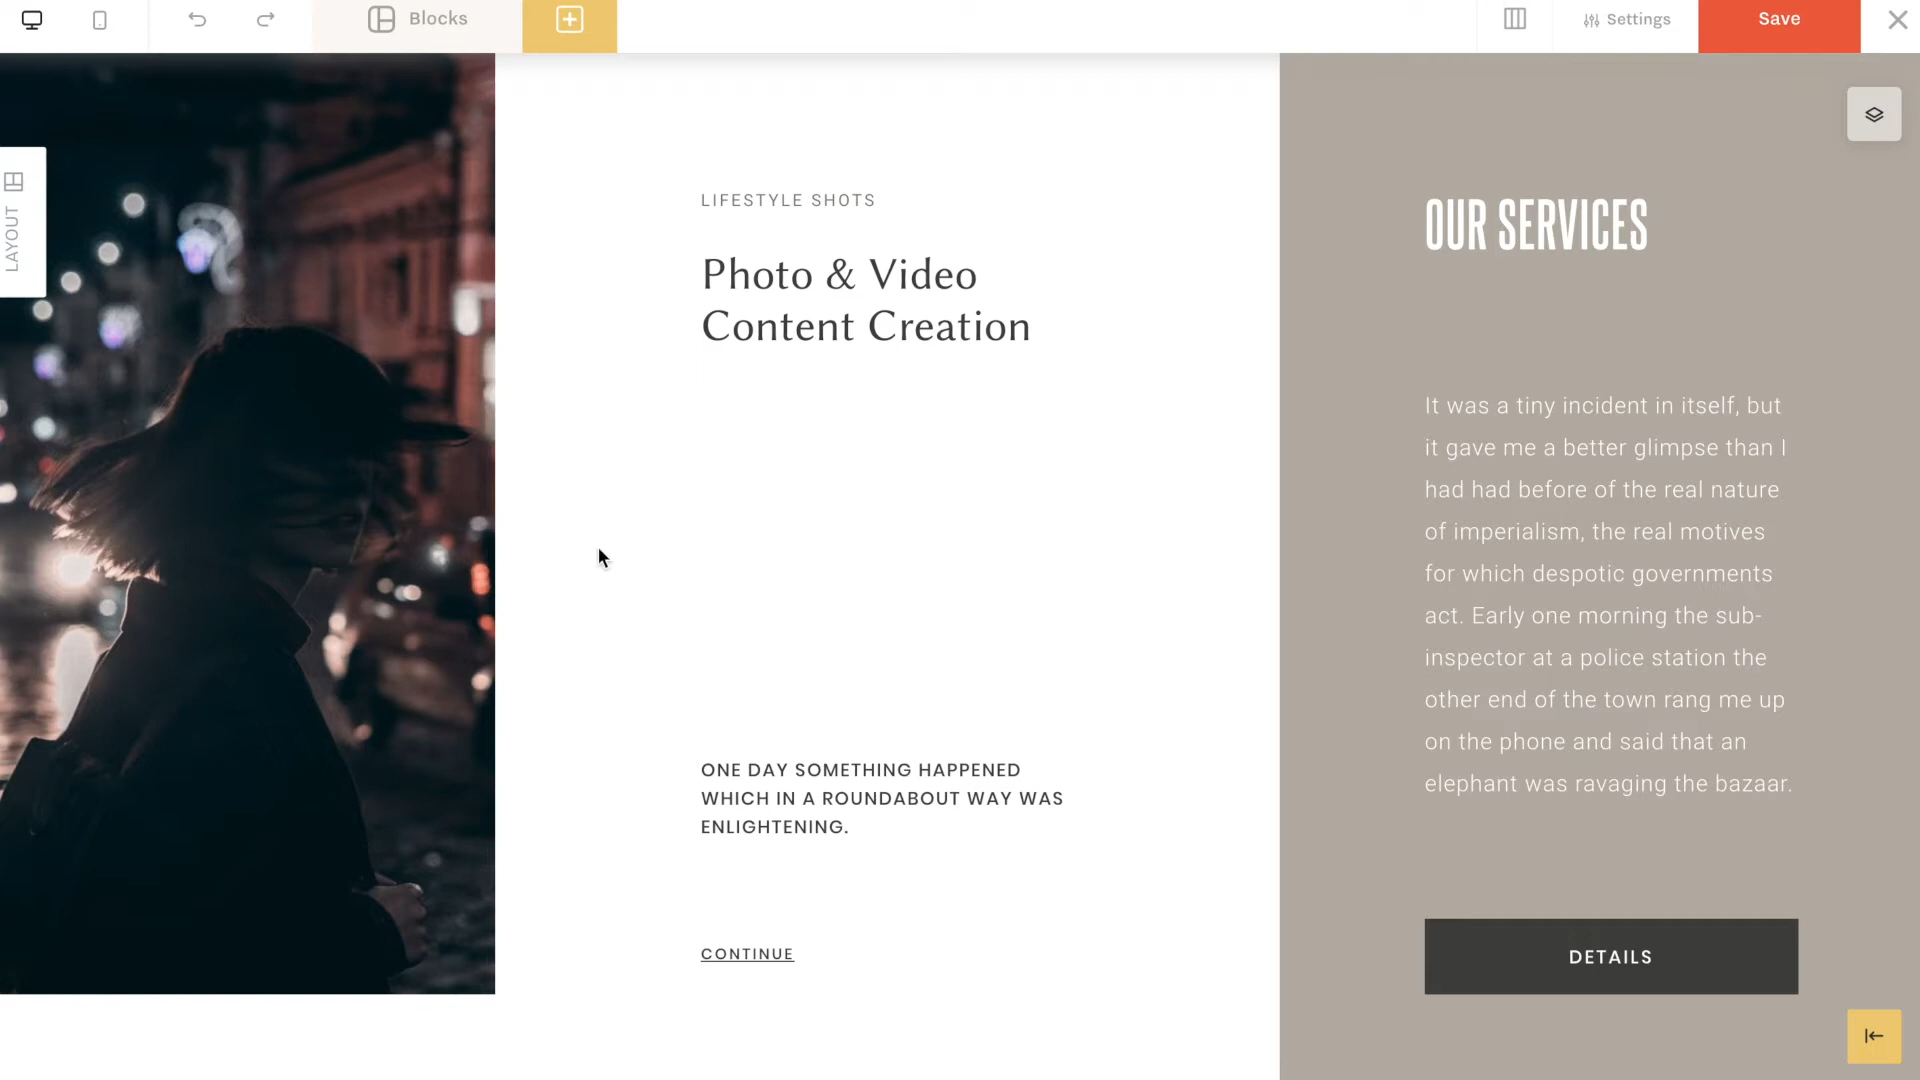 Blocks
Settings
Save
LAYOUT
LIFESTYLE SHOTS
Photo & Video
Content Creation
ONE DAY SOMETHING HAPPENED
WHICH IN A ROUNDABOUT WAY WAS
ENLIGHTENING.
CONTINUE
OUR SERVICES
It was a tiny incident in itself, but
it gave me a better glimpse than I
had had before of the real nature
of imperialism, the real motives
for which despotic governments
act. Early one morning the sub-
inspector at a police station the
other end of the town rang me up
on the phone and said that an
elephant was ravaging the bazaar.
DETAILS